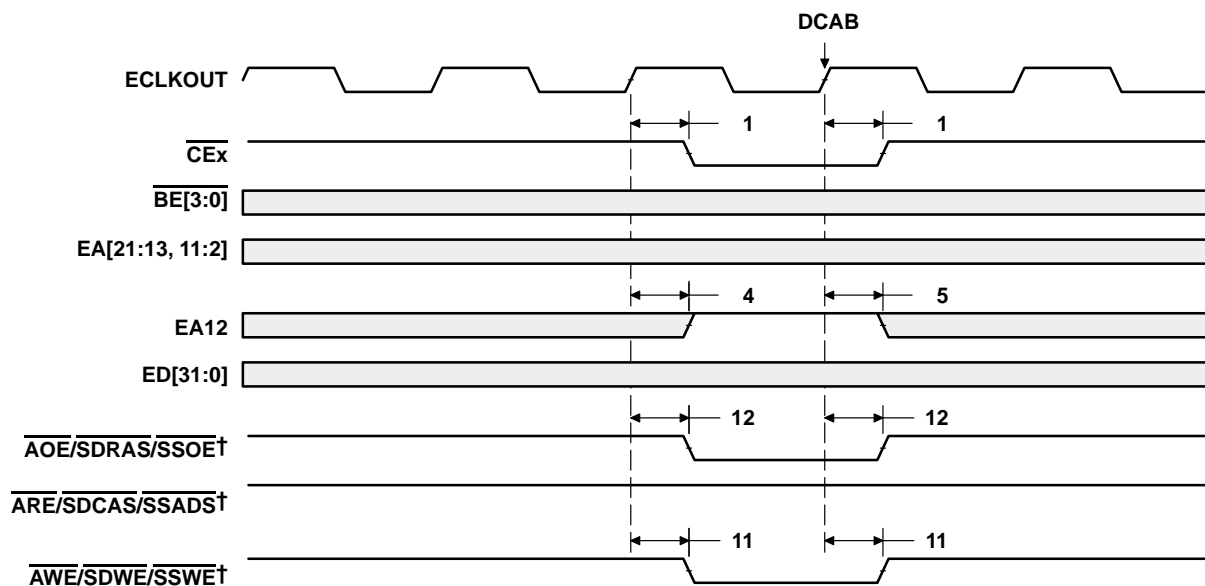 DCAB
ECLKOUT
1 1
CEx
BE[3:0]
EA[21:13, 11:2]
4 5
EA12
ED[31:0]
12 12
AOE/SDRAS/SSOE†
ARE/SDCAS/SSADS†
11 11
AWE/SDWE/SSWE†